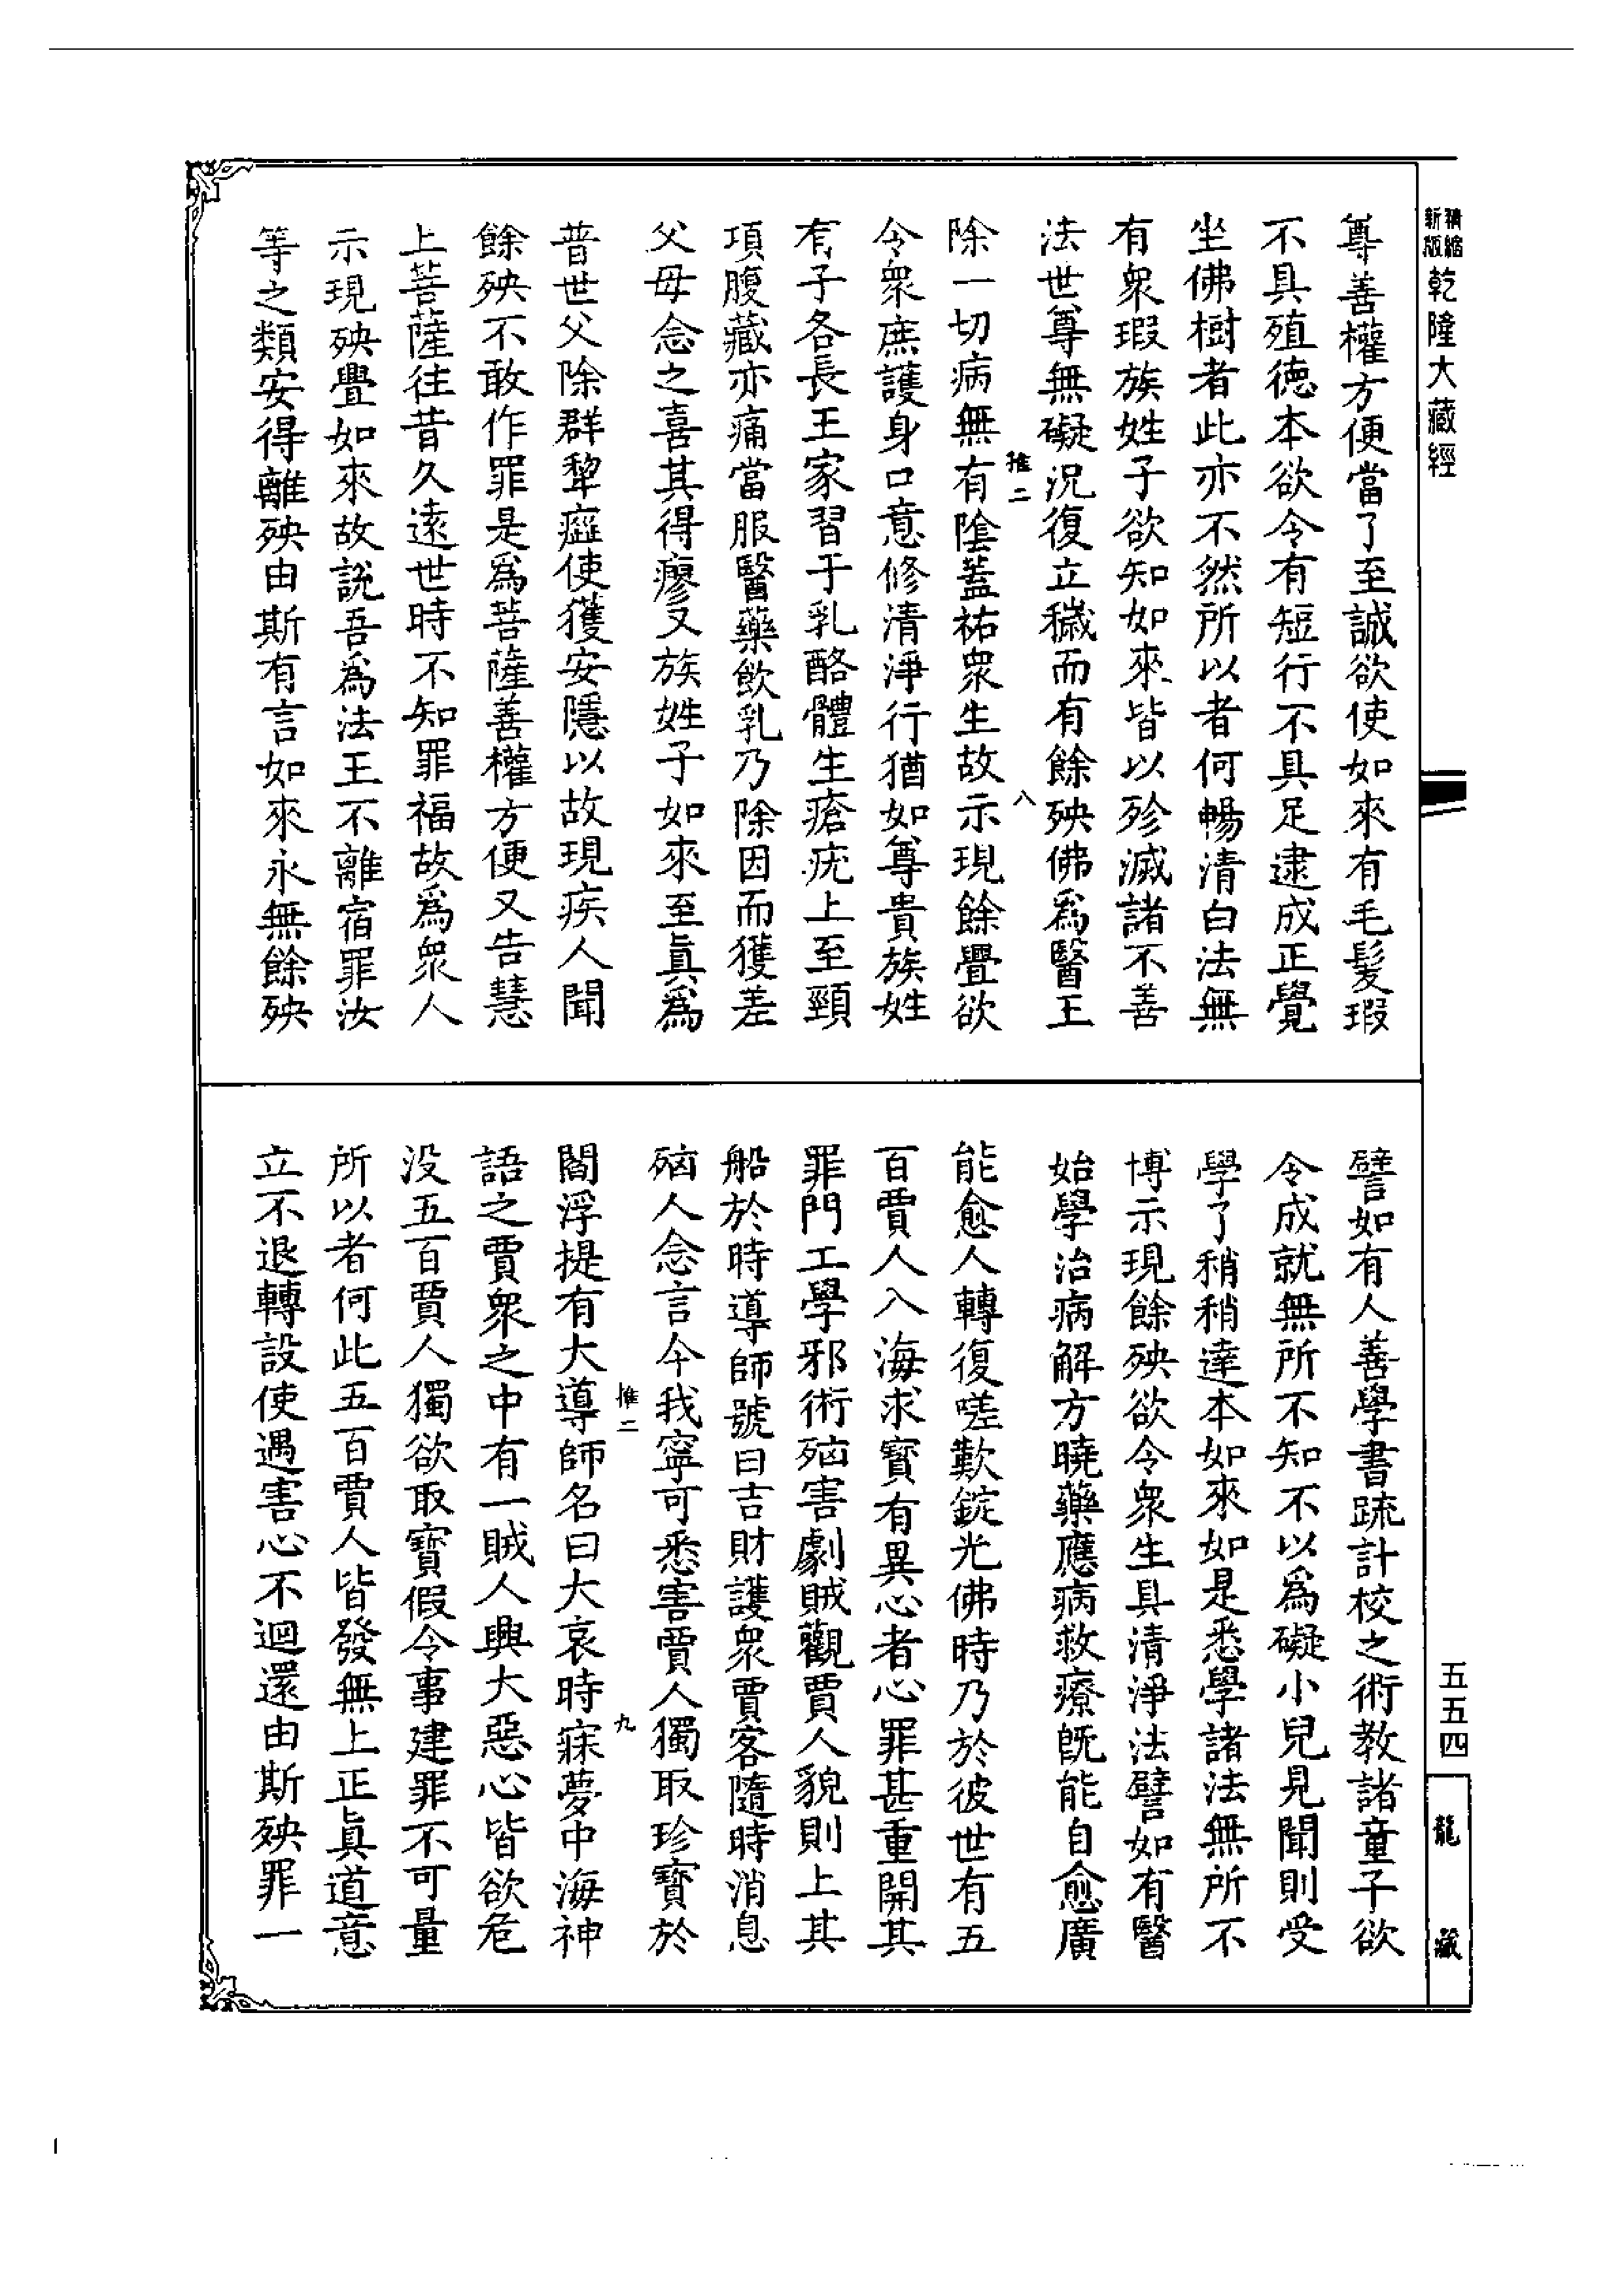 精縮新版乾隆大藏經
尊善權方便當了至誠欲使如來有毛髮瑕
不具殖德本欲令有短行不具足逮成正覺
坐佛樹者此亦不然所以者何暢清白法無
有衆瑕族姓子欲知如來皆以殄滅諸不善
法世尊無礙況復立穢而有餘殃佛爲醫王
推二 八
除一切病無有陰蓋祐衆生故示現餘疊欲
令衆庶護身口意修清淨行猶如尊貴族姓
有子各長王家習于乳酪體生瘡疣上至頸
項腹藏亦痛當服醫藥飲乳乃除因而獲差
父母念之喜其得瘳又族姓子如來至眞爲
普世父除群犂癦使獲安隱以故現疾人聞
餘殃不敢作罪是爲菩薩善權方便又告慧
上菩薩往昔久遠世時不知罪福故爲衆人
示現殃疊如來故說吾爲法王不離宿罪汝
等之類安得離殃由斯有言如來永無餘殃
譬如有人善學書疏計校之術教諸童子欲
令成就無所不知不以爲礙小兒見聞則受
學了稍稍達本如來如是悉學諸法無所不
博示現餘殃欲令衆生具清淨法譬如有醫
始學治病解方曉藥應病救療旣能自愈廣
能愈人轉復嗟歎錠光佛時乃於彼世有五
百賈人入海求寳有異心者心罪甚重開其
罪門工學邪術𣧑害劇賊觀賈人貌則上其
船於時導師號曰吉財護衆賈客隨時消息
𣧑人念言今我寧可悉害賈人獨取珍寳於
推二 九
閻浮提有大導師名曰大哀時寐夢中海神
語之賈衆之中有一賊人興大惡心皆欲危
没五百賈人獨欲取寳假令事建罪不可量
所以者何此五百賈人皆發無上正眞道意
立不退轉設使遇害心不迴還由斯殃罪一
五五四
龍藏